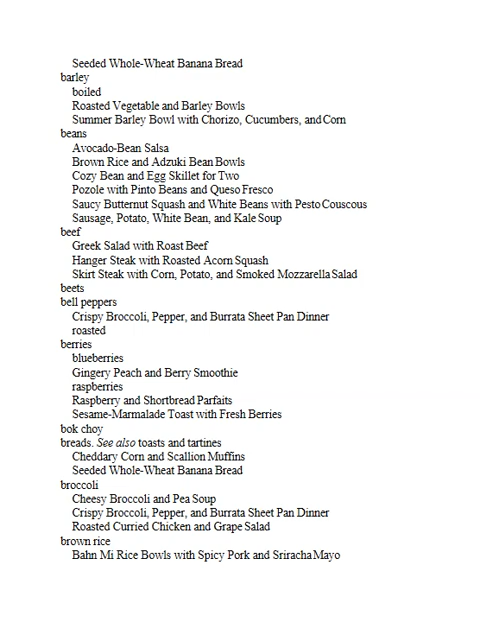 Seeded Whole-Wheat Banana Bread
barley
boiled
Roasted Vegetable and Barley Bowls
Summer Barley Bowl with Chorizo, Cucumbers, and Corn
beans
Avocado-Bean Salsa
Brown Rice and Adzuki Bean Bowls
Cozy Bean and Egg Skillet for Two
Pozole with Pinto Beans and Queso Fresco
Saucy Butternut Squash and White Beans with Pesto Couscous
Sausage, Potato, White Bean, and Kale Soup
beef
Greek Salad with Roast Beef
Hanger Steak with Roasted Acorn Squash
Skirt Steak with Corn, Potato, and Smoked Mozzarella Salad
beets
bell peppers
Crispy Broccoli, Pepper, and Burrata Sheet Pan Dinner
roasted
berries
blueberries
Gingery Peach and Berry Smoothie
raspberries
Raspberry and Shortbread Parfaits
Sesame-Marmalade Toast with Fresh Berries
bok choy
breads. See also toasts and tartines
Cheddary Corn and Scallion Muffins
Seeded Whole-Wheat Banana Bread
broccoli
Cheesy Broccoli and Pea Soup
Crispy Broccoli, Pepper, and Burrata Sheet Pan Dinner
Roasted Curried Chicken and Grape Salad
brown rice
Bahn Mi Rice Bowls with Spicy Pork and Sriracha Mayo